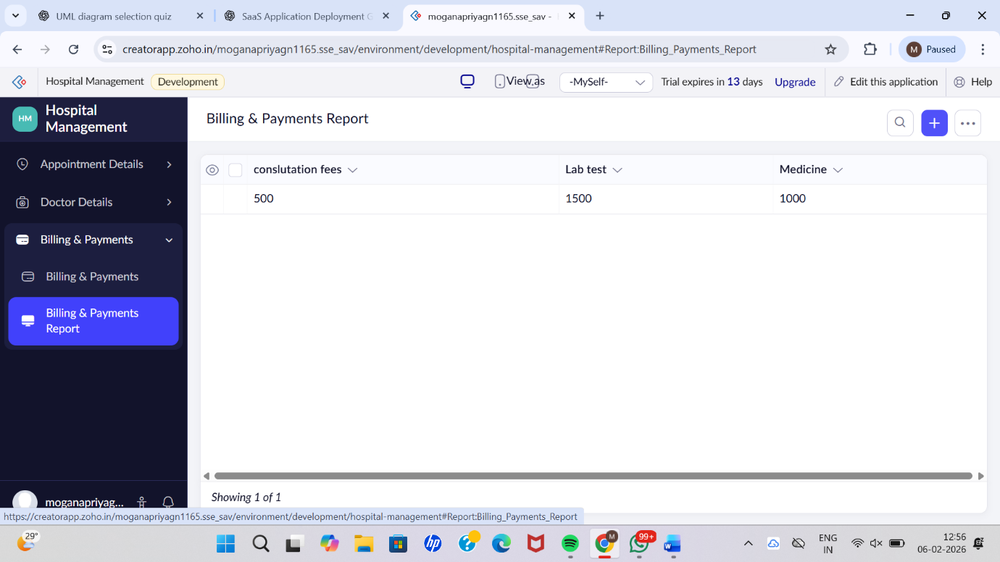 UML diagram selection quiz
SaaS Application Deployment G
moganapriyagn1165.sse_sav -
creatorapp.zoho.in/moganapriyagn1165.sse_sav/environment/development/hospital-management#Report:Billing_Payments_Report
M Paused
Hospital Management Development
View as
-MySelf-
Trial expires in 13 days Upgrade
Edit this application
Help
HM
Hospital
Management
Billing & Payments Report
Appointment Details
Doctor Details
Billing & Payments
Billing & Payments
Billing & Payments
Report
conslutation fees Lab test Medicine
500 1500 1000
Showing 1 of 1
moganapriyag...
https://creatorapp.zoho.in/moganapriyagn1165.sse_sav/environment/development/hospital-management#Report:Billing_Payments_Report
29°
hp
M
99+
W
ENG
IN
12:56
06-02-2026